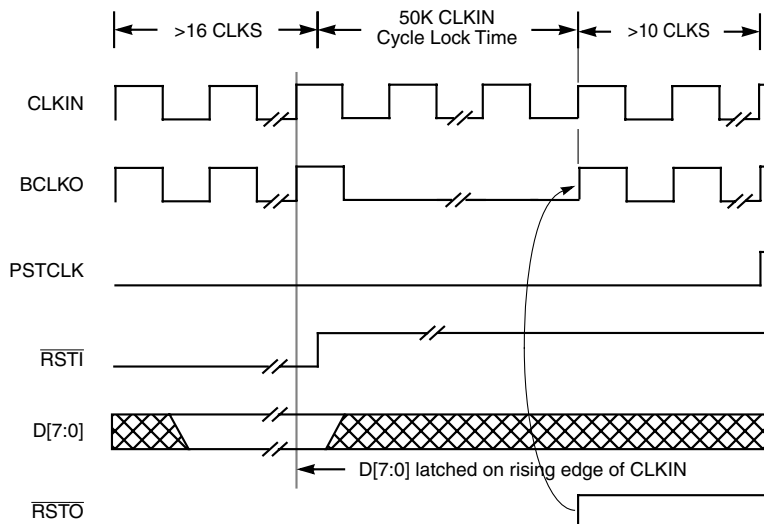 >16 CLKS
50K CLKIN
Cycle Lock Time
>10 CLKS
CLKIN
BCLKO
PSTCLK
RSTI
D[7:0]
D[7:0] latched on rising edge of CLKIN
RSTO